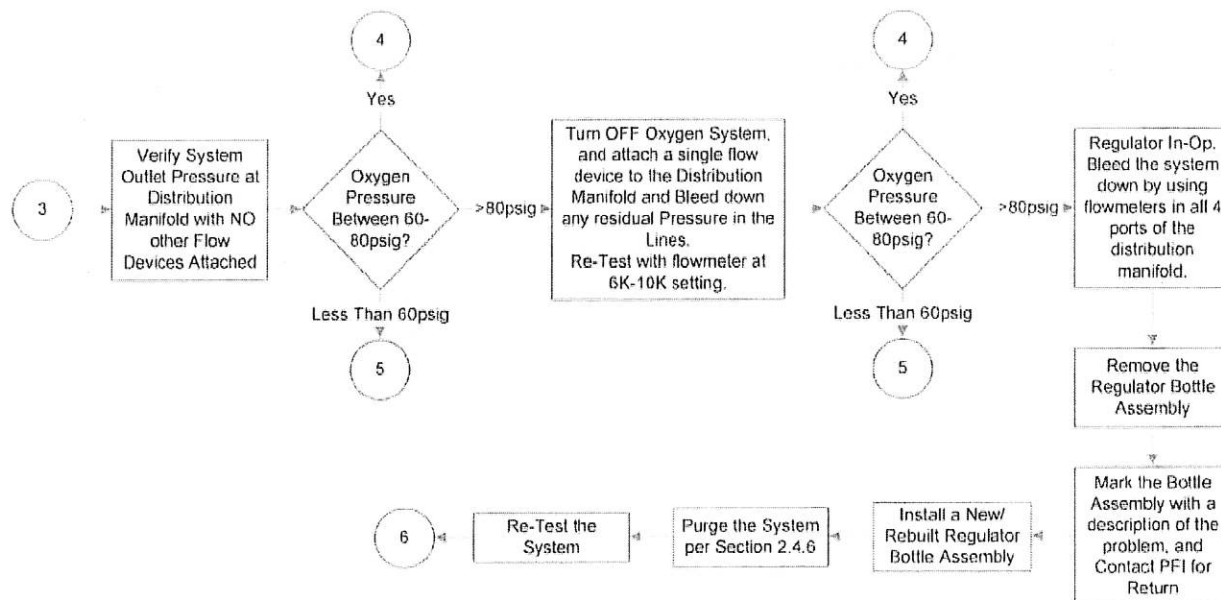 4
Yes
3
Verify System
Outlet Pressure at
Distribution
Manifold with NO
other Flow
Devices Attached
Oxygen
Pressure
Between 60-
80psig?
>80psig
Less Than 60psig
5
Turn OFF Oxygen System,
and attach a single flow
device to the Distribution
Manifold and Bleed down
any residual Pressure in the
Lines.
Re-Test with flowmeter at
6K-10K setting.
4
Yes
Oxygen
Pressure
Between 60-
80psig?
>80psig
Less Than 60psig
5
Regulator In-Op.
Bleed the system
down by using
flowmeters in all 4
ports of the
distribution
manifold.
Remove the
Regulator Bottle
Assembly
Mark the Bottle
Assembly with a
description of the
problem, and
Contact PFI for
Return
Install a New/
Rebuilt Regulator
Bottle Assembly
Purge the System
per Section 2.4.6
Re-Test the
System
6